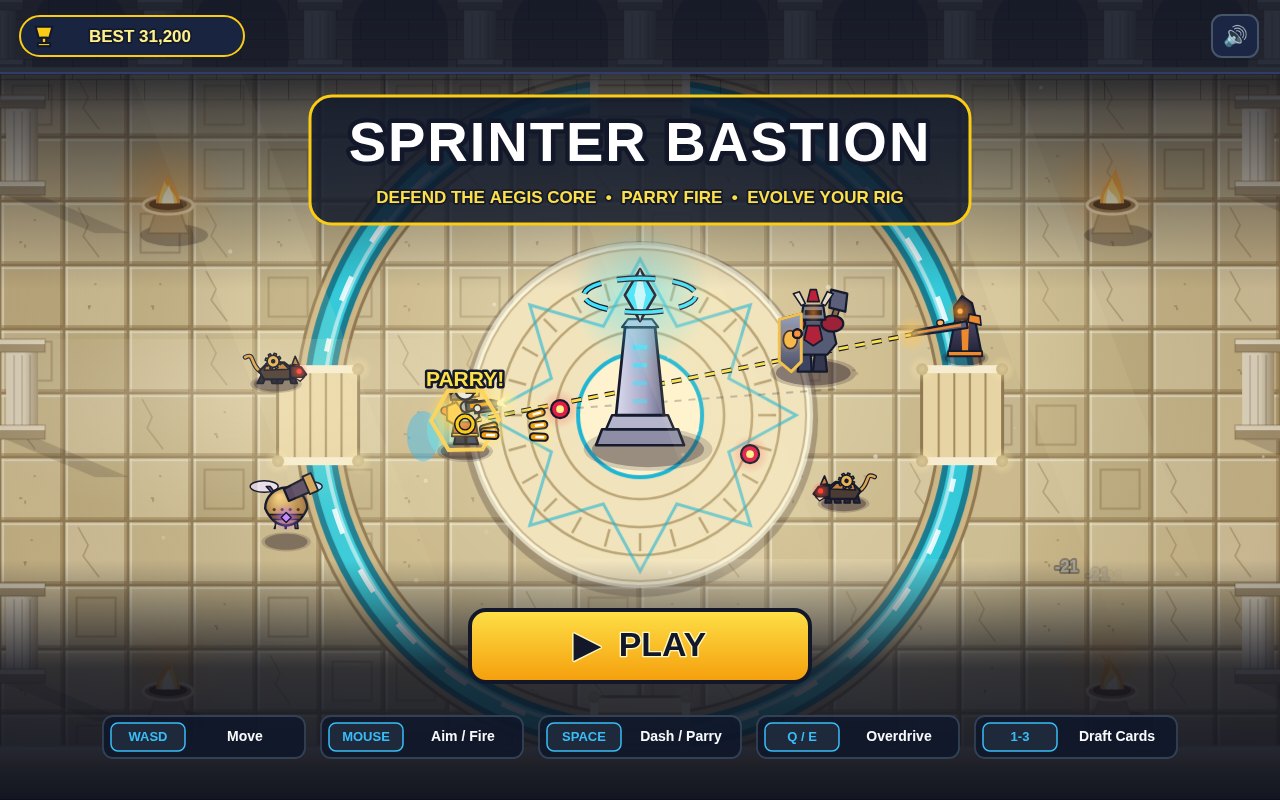 BEST 31,200
SPRINTER BASTION
DEFEND THE AEGIS CORE • PARRY FIRE • EVOLVE YOUR RIG
PARRY!
-21 -21
▶ PLAY
WASD Move
MOUSE Aim / Fire
SPACE Dash / Parry
Q / E Overdrive
1-3 Draft Cards